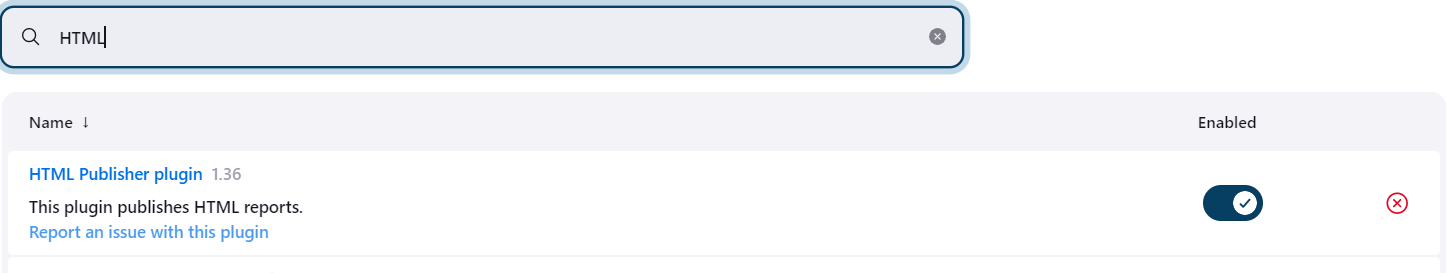 HTML
Name ↓ Enabled
HTML Publisher plugin 1.36
This plugin publishes HTML reports.
Report an issue with this plugin